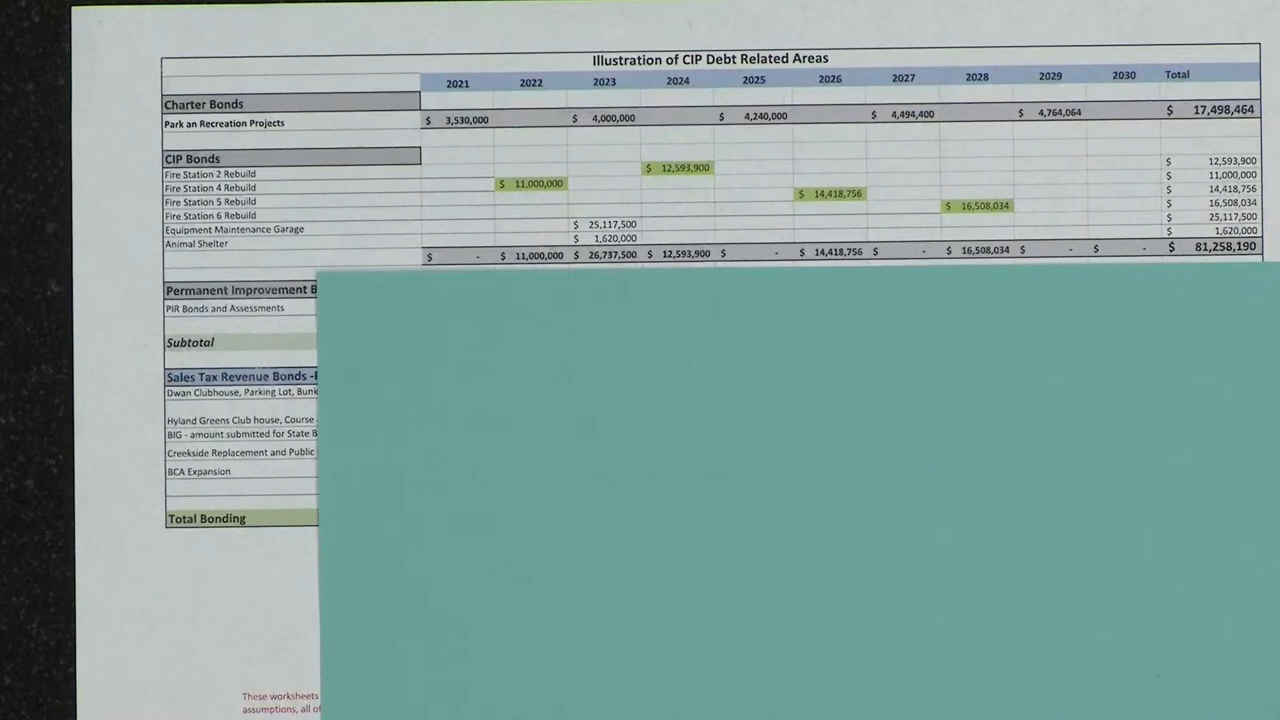 Illustration of CIP Debt Related Areas
2021 2022 2023 2024 2025 2026 2027 2028 2029 2030 Total
Charter Bonds
Park an Recreation Projects $ 3,530,000 $ 4,000,000 $ 4,240,000 $ 4,494,400 $ 4,764,064 $ 17,498,464
CIP Bonds
Fire Station 2 Rebuild $ 12,593,900 $ 12,593,900
Fire Station 4 Rebuild $ 11,000,000 $ 11,000,000
Fire Station 5 Rebuild $ 14,418,756 $ 14,418,756
Fire Station 6 Rebuild $ 16,508,034 $ 16,508,034
Equipment Maintenance Garage $ 25,117,500 $ 25,117,500
Animal Shelter $ 1,620,000 $ 1,620,000
$ - $ 11,000,000 $ 26,737,500 $ 12,593,900 $ - $ 14,418,756 $ - $ 16,508,034 $ - $ - $ 81,258,190
Permanent Improvement B
PIR Bonds and Assessments
Subtotal
Sales Tax Revenue Bonds -
Dwan Clubhouse, Parking Lot, Bunk
Hyland Greens Club house, Course
BIG - amount submitted for State B
Creekside Replacement and Public
BCA Expansion
Total Bonding
These worksheets
assumptions, all of